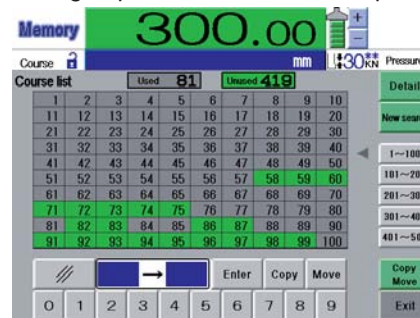 Memory 300.00 + −
Course mm 30KN Pressure
Course list Used 81 Unused 419 Detail
1 2 3 4 5 6 7 8 9 10
11 12 13 14 15 16 17 18 19 20 New sear
21 22 23 24 25 26 27 28 29 30
31 32 33 34 35 36 37 38 39 40 1~100
41 42 43 44 45 46 47 48 49 50
51 52 53 54 55 56 57 58 59 60 101~20
61 62 63 64 65 66 67 68 69 70 201~30
71 72 73 74 75 76 77 78 79 80 301~40
81 82 83 84 85 86 87 88 89 90
91 92 93 94 95 96 97 98 99 100 401~50
// → Enter Copy Move Copy Move
0 1 2 3 4 5 6 7 8 9 Exit